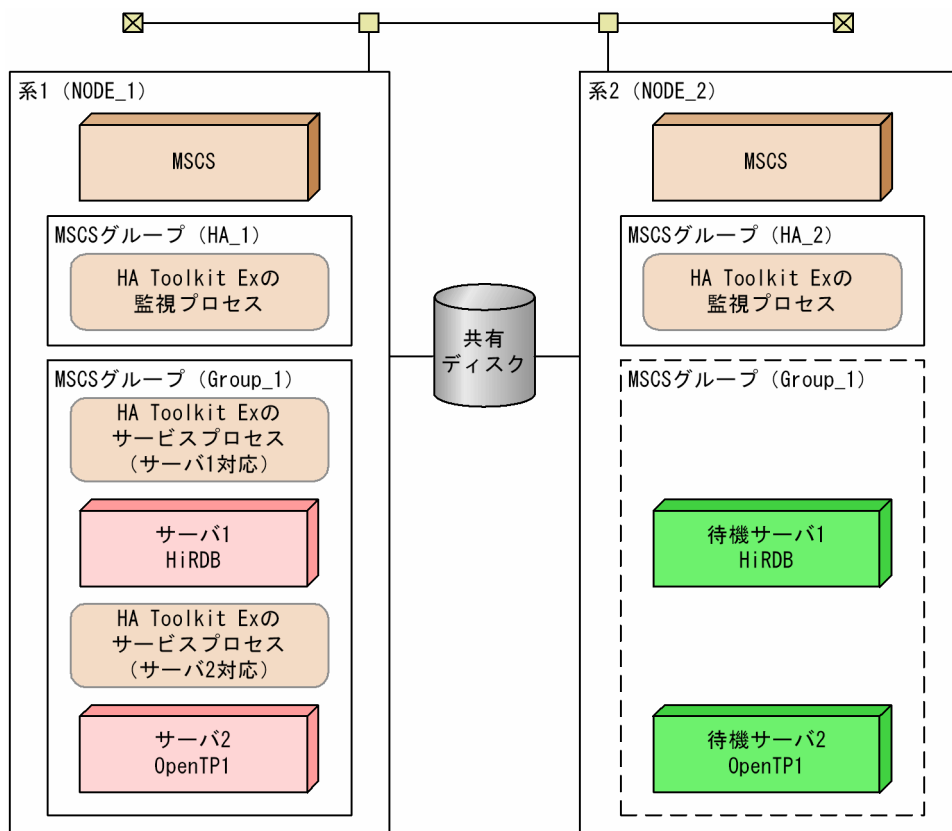 系1（NODE_1）
MSCS
MSCSグループ（HA_1）
HA Toolkit Exの
監視プロセス
MSCSグループ（Group_1）
HA Toolkit Exの
サービスプロセス
（サーバ1対応）
サーバ1
HiRDB
HA Toolkit Exの
サービスプロセス
（サーバ2対応）
サーバ2
OpenTP1
共有
ディスク
系2（NODE_2）
MSCS
MSCSグループ（HA_2）
HA Toolkit Exの
監視プロセス
MSCSグループ（Group_1）
待機サーバ1
HiRDB
待機サーバ2
OpenTP1